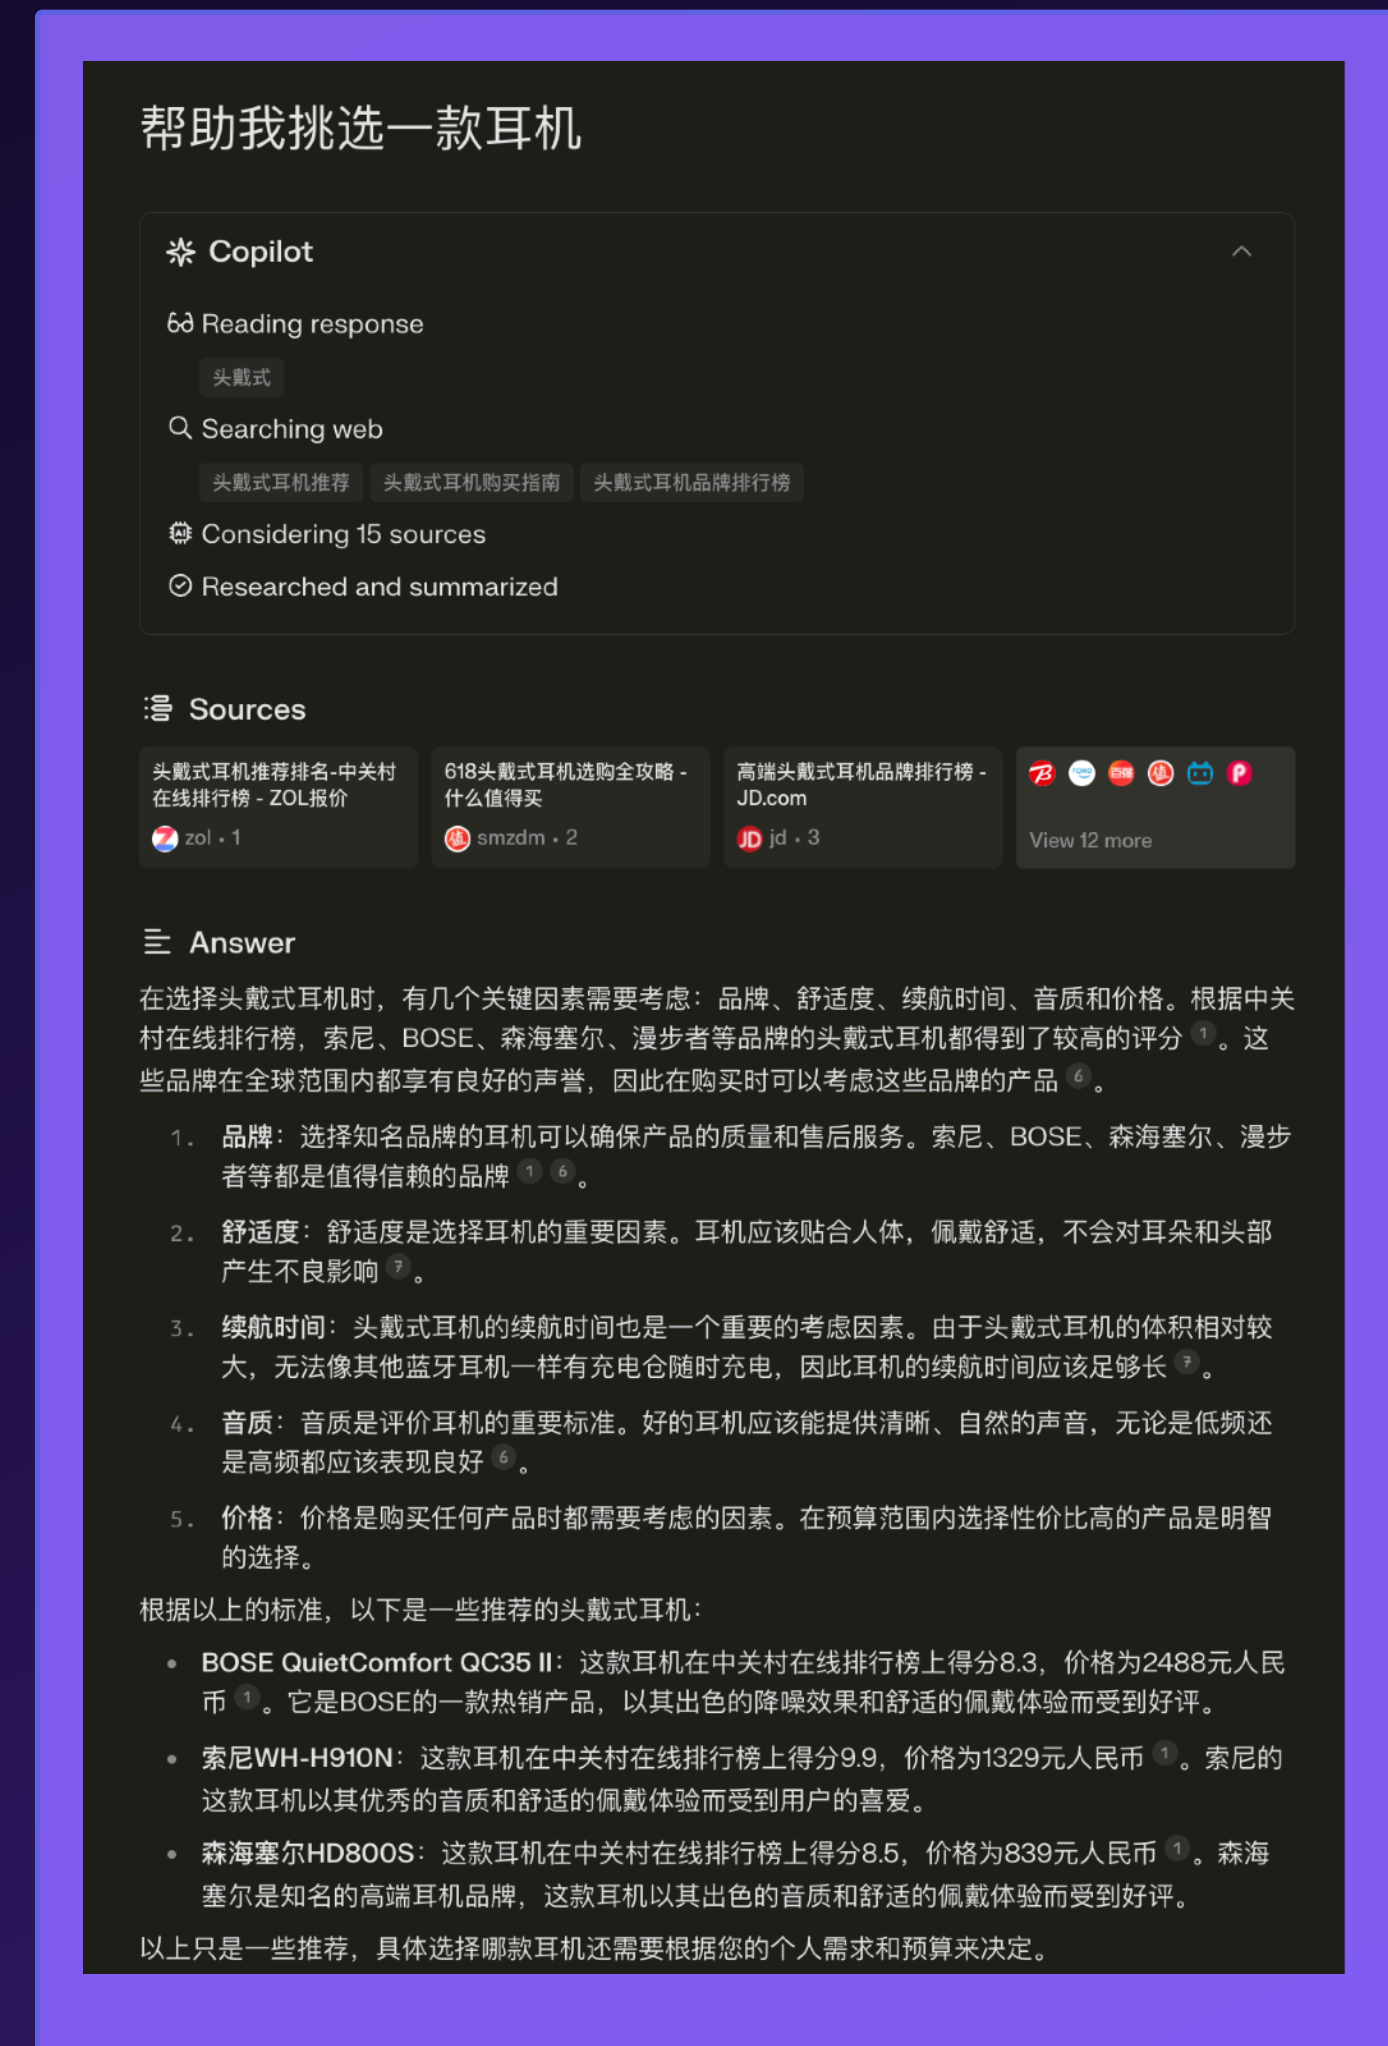 帮助我挑选一款耳机
Copilot
Reading response
头戴式
Searching web
头戴式耳机推荐 头戴式耳机购买指南 头戴式耳机品牌排行榜
Considering 15 sources
Researched and summarized
Sources
头戴式耳机推荐排名-中关村
在线排行榜 - ZOL报价
zol · 1
618头戴式耳机选购全攻略 -
什么值得买
值 smzdm · 2
高端头戴式耳机品牌排行榜 -
JD.com
JD jd · 3
百强 值
View 12 more
Answer
在选择头戴式耳机时，有几个关键因素需要考虑：品牌、舒适度、续航时间、音质和价格。根据中关
村在线排行榜，索尼、BOSE、森海塞尔、漫步者等品牌的头戴式耳机都得到了较高的评分 1 。这
些品牌在全球范围内都享有良好的声誉，因此在购买时可以考虑这些品牌的产品 6 。
1. 品牌：选择知名品牌的耳机可以确保产品的质量和售后服务。索尼、BOSE、森海塞尔、漫步
者等都是值得信赖的品牌 1 6 。
2. 舒适度：舒适度是选择耳机的重要因素。耳机应该贴合人体，佩戴舒适，不会对耳朵和头部
产生不良影响 7 。
3. 续航时间：头戴式耳机的续航时间也是一个重要的考虑因素。由于头戴式耳机的体积相对较
大，无法像其他蓝牙耳机一样有充电仓随时充电，因此耳机的续航时间应该足够长 7 。
4. 音质：音质是评价耳机的重要标准。好的耳机应该能提供清晰、自然的声音，无论是低频还
是高频都应该表现良好 6 。
5. 价格：价格是购买任何产品时都需要考虑的因素。在预算范围内选择性价比高的产品是明智
的选择。
根据以上的标准，以下是一些推荐的头戴式耳机：
• BOSE QuietComfort QC35 II：这款耳机在中关村在线排行榜上得分8.3，价格为2488元人民
币 1 。它是BOSE的一款热销产品，以其出色的降噪效果和舒适的佩戴体验而受到好评。
• 索尼WH-H910N：这款耳机在中关村在线排行榜上得分9.9，价格为1329元人民币 1 。索尼的
这款耳机以其优秀的音质和舒适的佩戴体验而受到用户的喜爱。
• 森海塞尔HD800S：这款耳机在中关村在线排行榜上得分8.5，价格为839元人民币 1 。森海
塞尔是知名的高端耳机品牌，这款耳机以其出色的音质和舒适的佩戴体验而受到好评。
以上只是一些推荐，具体选择哪款耳机还需要根据您的个人需求和预算来决定。